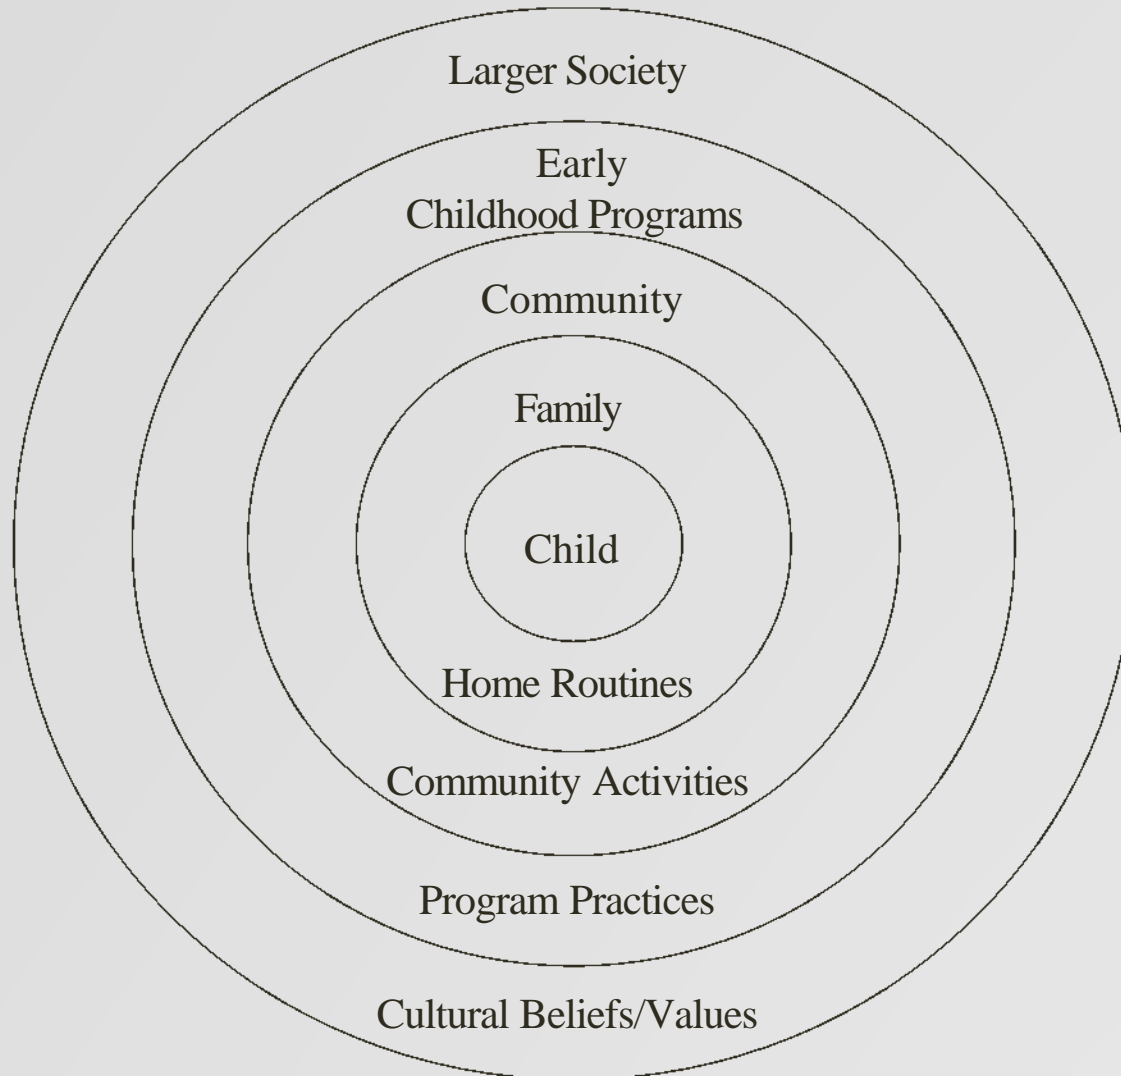 Larger Society
Early
Childhood Programs
Community
Family
Child
Home Routines
Community Activities
Program Practices
Cultural Beliefs/Values